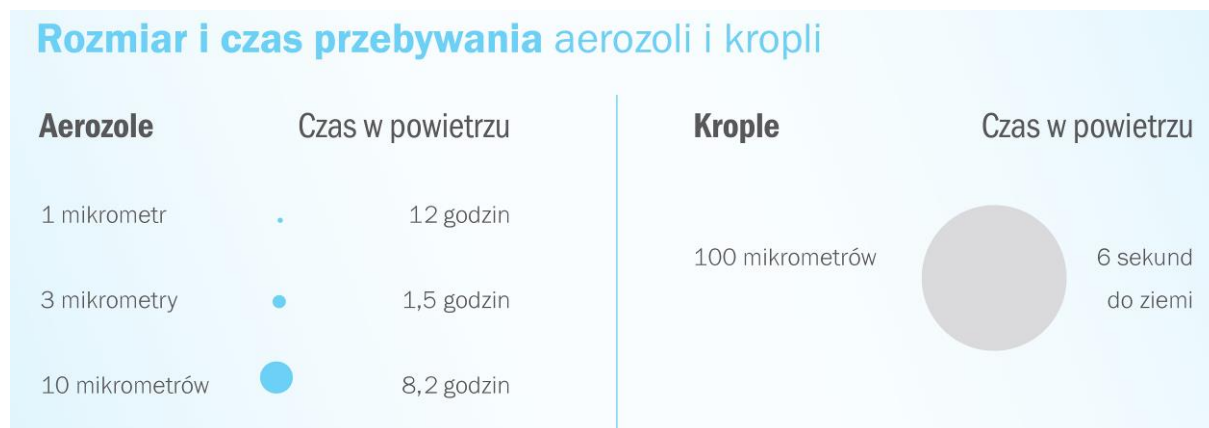 Rozmiar i czas przebywania aerozoli i kropli
Aerozole Czas w powietrzu
1 mikrometr 12 godzin
3 mikrometry 1,5 godzin
10 mikrometrów 8,2 godzin
Krople Czas w powietrzu
100 mikrometrów 6 sekund
do ziemi